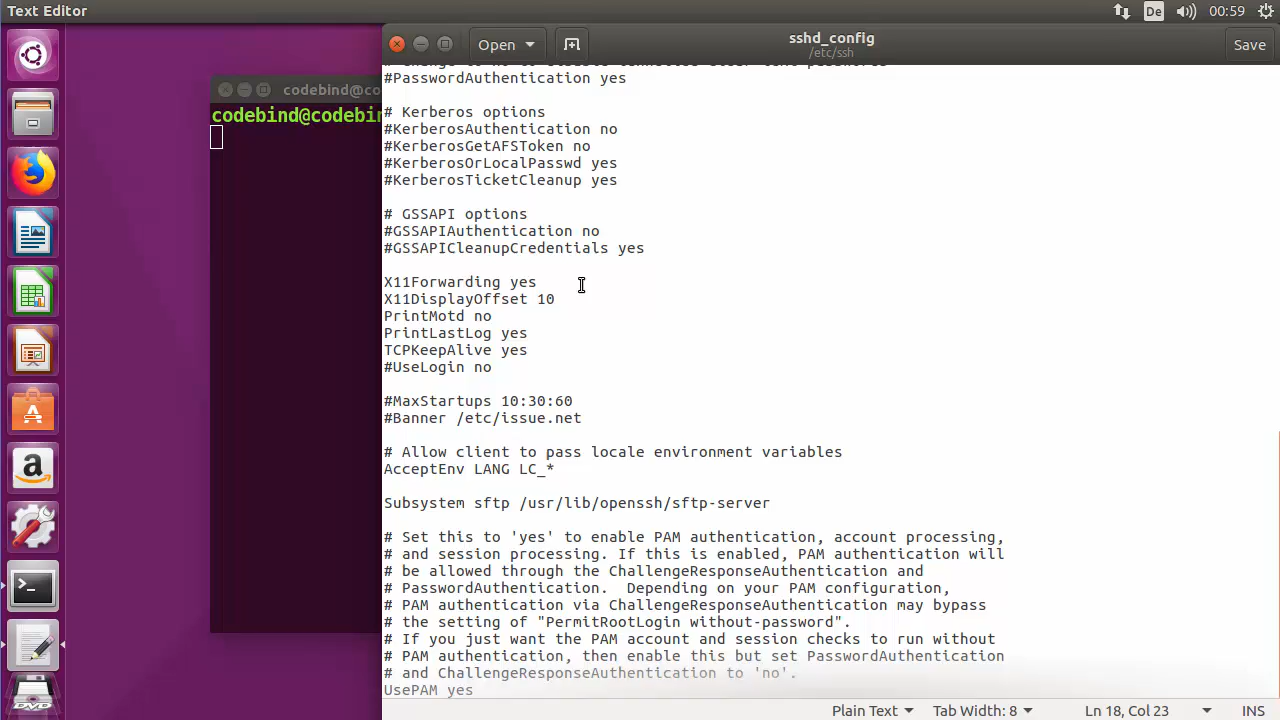 Text Editor
De
00:59
Open
sshd_config
/etc/ssh
Save
codebind@co
codebind@codebin
#PasswordAuthentication yes
# Kerberos options
#KerberosAuthentication no
#KerberosGetAFSToken no
#KerberosOrLocalPasswd yes
#KerberosTicketCleanup yes
# GSSAPI options
#GSSAPIAuthentication no
#GSSAPICleanupCredentials yes
X11Forwarding yes
X11DisplayOffset 10
PrintMotd no
PrintLastLog yes
TCPKeepAlive yes
#UseLogin no
#MaxStartups 10:30:60
#Banner /etc/issue.net
# Allow client to pass locale environment variables
AcceptEnv LANG LC_*
Subsystem sftp /usr/lib/openssh/sftp-server
# Set this to 'yes' to enable PAM authentication, account processing,
# and session processing. If this is enabled, PAM authentication will
# be allowed through the ChallengeResponseAuthentication and
# PasswordAuthentication.  Depending on your PAM configuration,
# PAM authentication via ChallengeResponseAuthentication may bypass
# the setting of "PermitRootLogin without-password".
# If you just want the PAM account and session checks to run without
# PAM authentication, then enable this but set PasswordAuthentication
# and ChallengeResponseAuthentication to 'no'.
UsePAM yes
Plain Text
Tab Width: 8
Ln 18, Col 23
INS